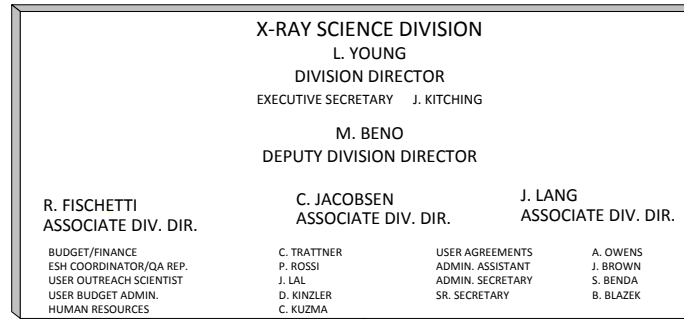 X-RAY SCIENCE DIVISION
L. YOUNG
DIVISION DIRECTOR
EXECUTIVE SECRETARY J. KITCHING
M. BENO
DEPUTY DIVISION DIRECTOR
R. FISCHETTI
ASSOCIATE DIV. DIR.
C. JACOBSEN
ASSOCIATE DIV. DIR.
J. LANG
ASSOCIATE DIV. DIR.
BUDGET/FINANCE C. TRATTNER USER AGREEMENTS A. OWENS
ESH COORDINATOR/QA REP. P. ROSSI ADMIN. ASSISTANT J. BROWN
USER OUTREACH SCIENTIST J. LAL ADMIN. SECRETARY S. BENDA
USER BUDGET ADMIN. D. KINZLER SR. SECRETARY B. BLAZEK
HUMAN RESOURCES C. KUZMA